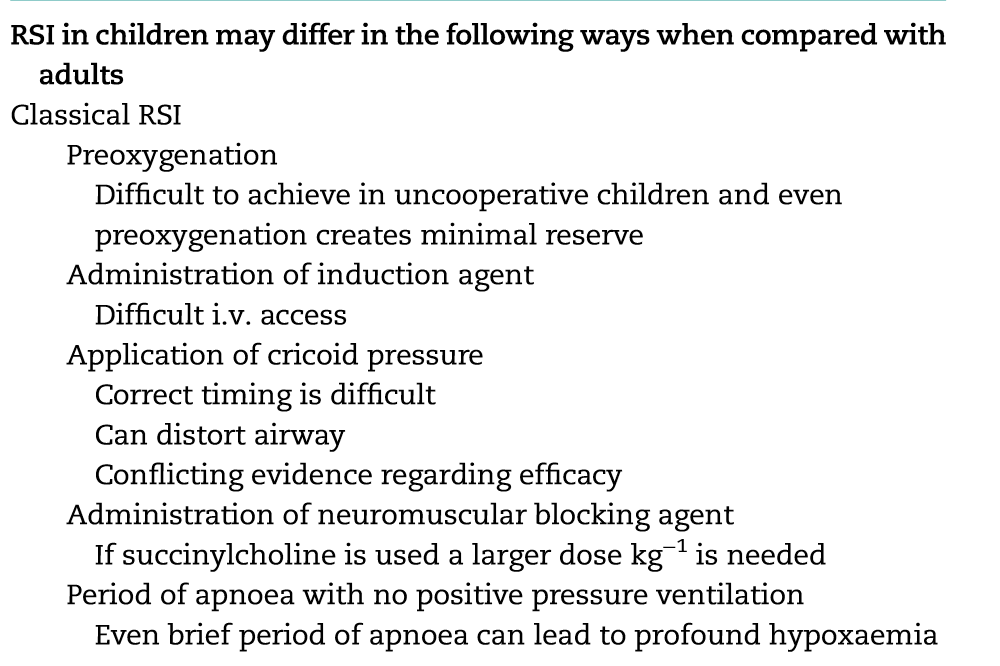 RSI in children may differ in the following ways when compared with
adults
Classical RSI
Preoxygenation
Difficult to achieve in uncooperative children and even
preoxygenation creates minimal reserve
Administration of induction agent
Difficult i.v. access
Application of cricoid pressure
Correct timing is difficult
Can distort airway
Conflicting evidence regarding efficacy
Administration of neuromuscular blocking agent
If succinylcholine is used a larger dose kg⁻¹ is needed
Period of apnoea with no positive pressure ventilation
Even brief period of apnoea can lead to profound hypoxaemia